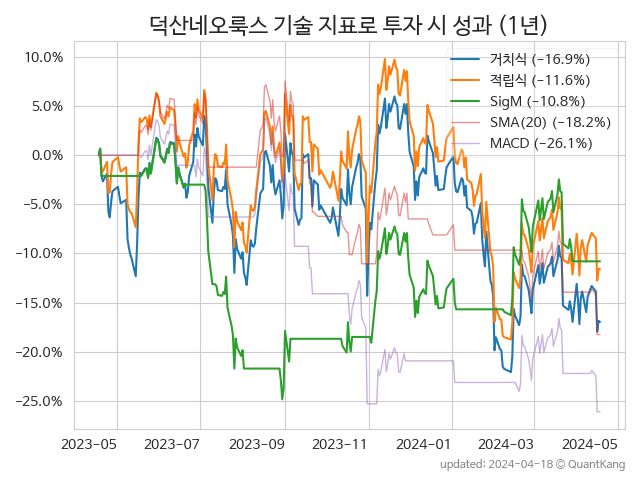 덕산네오룩스 기술 지표로 투자 시 성과 (1년)
10.0%
5.0%
0.0%
−5.0%
−10.0%
−15.0%
−20.0%
−25.0%
거치식 (−16.9%)
적립식 (−11.6%)
SigM (−10.8%)
SMA(20) (−18.2%)
MACD (−26.1%)
2023-05 2023-07 2023-09 2023-11 2024-01 2024-03 2024-05
updated: 2024-04-18 © QuantKang